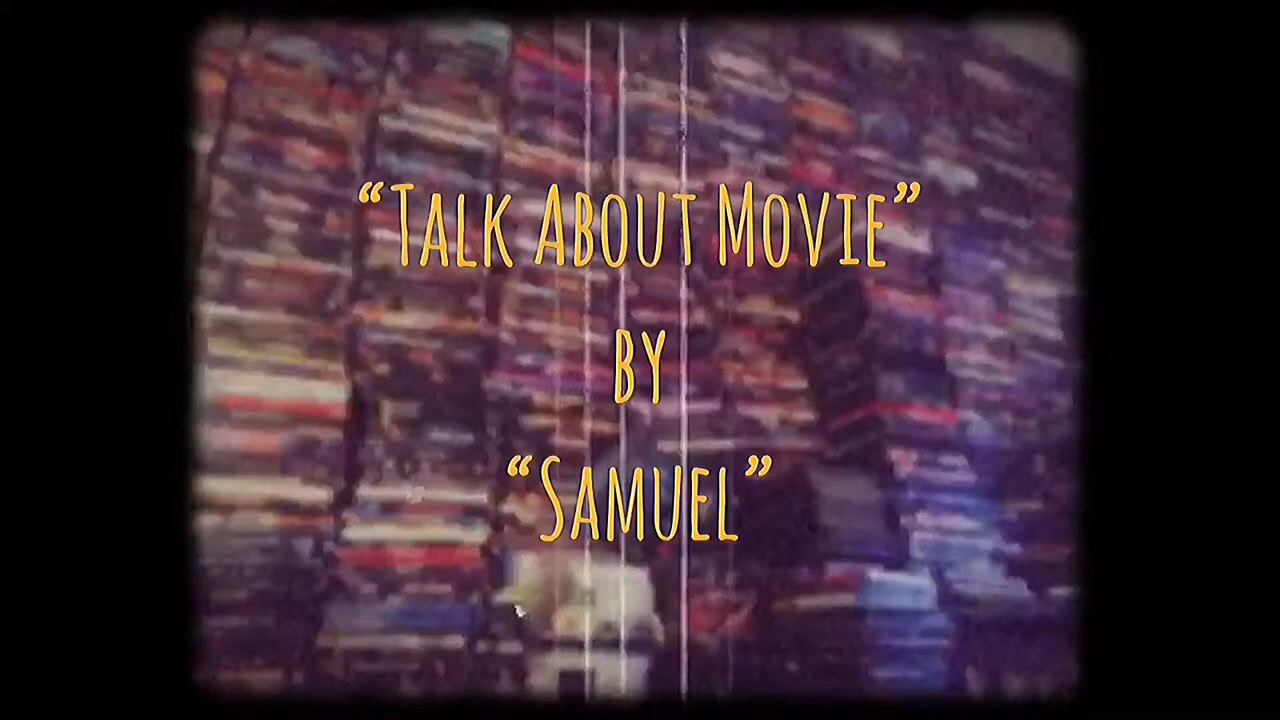 “Talk About Movie”
by
“Samuel”